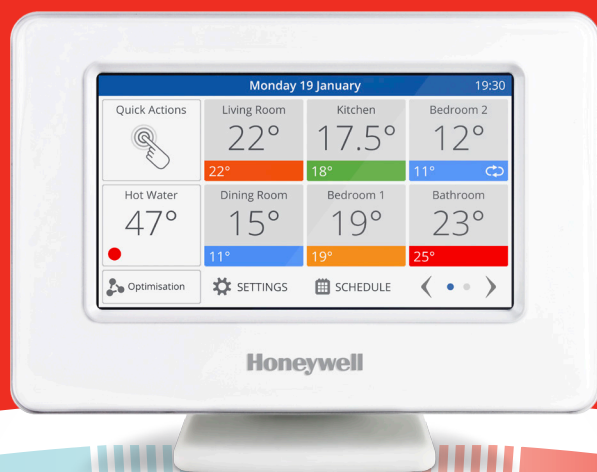 Monday 19 January 19:30
Quick Actions
Living Room
22°
22°
Kitchen
17.5°
18°
Bedroom 2
12°
11°
Hot Water
47°
Dining Room
15°
11°
Bedroom 1
19°
19°
Bathroom
23°
25°
Optimisation
SETTINGS
SCHEDULE
Honeywell